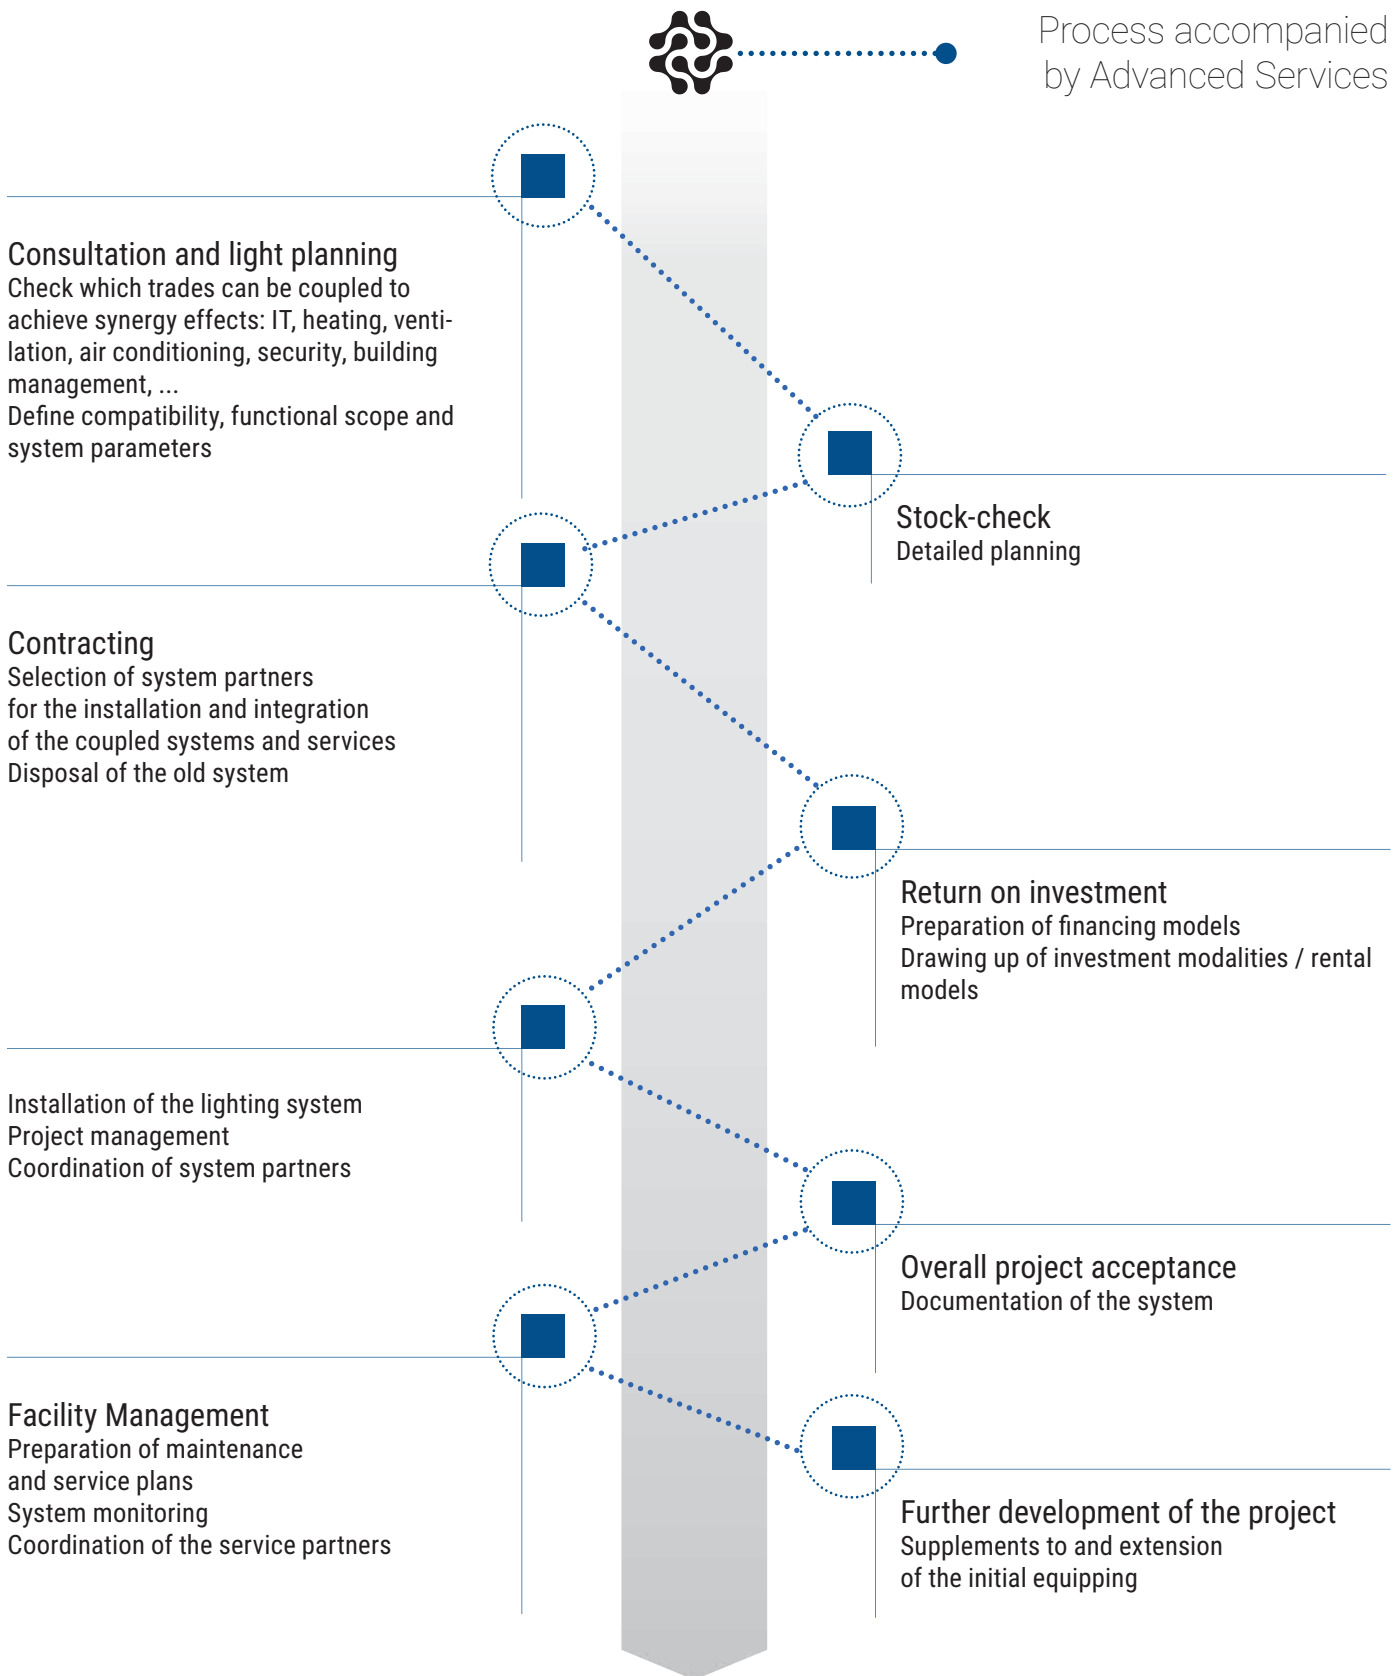 Process accompanied
by Advanced Services
Consultation and light planning
Check which trades can be coupled to
achieve synergy effects: IT, heating, venti-
lation, air conditioning, security, building
management, ...
Define compatibility, functional scope and
system parameters
Stock-check
Detailed planning
Contracting
Selection of system partners
for the installation and integration
of the coupled systems and services
Disposal of the old system
Return on investment
Preparation of financing models
Drawing up of investment modalities / rental
models
Installation of the lighting system
Project management
Coordination of system partners
Overall project acceptance
Documentation of the system
Facility Management
Preparation of maintenance
and service plans
System monitoring
Coordination of the service partners
Further development of the project
Supplements to and extension
of the initial equipping